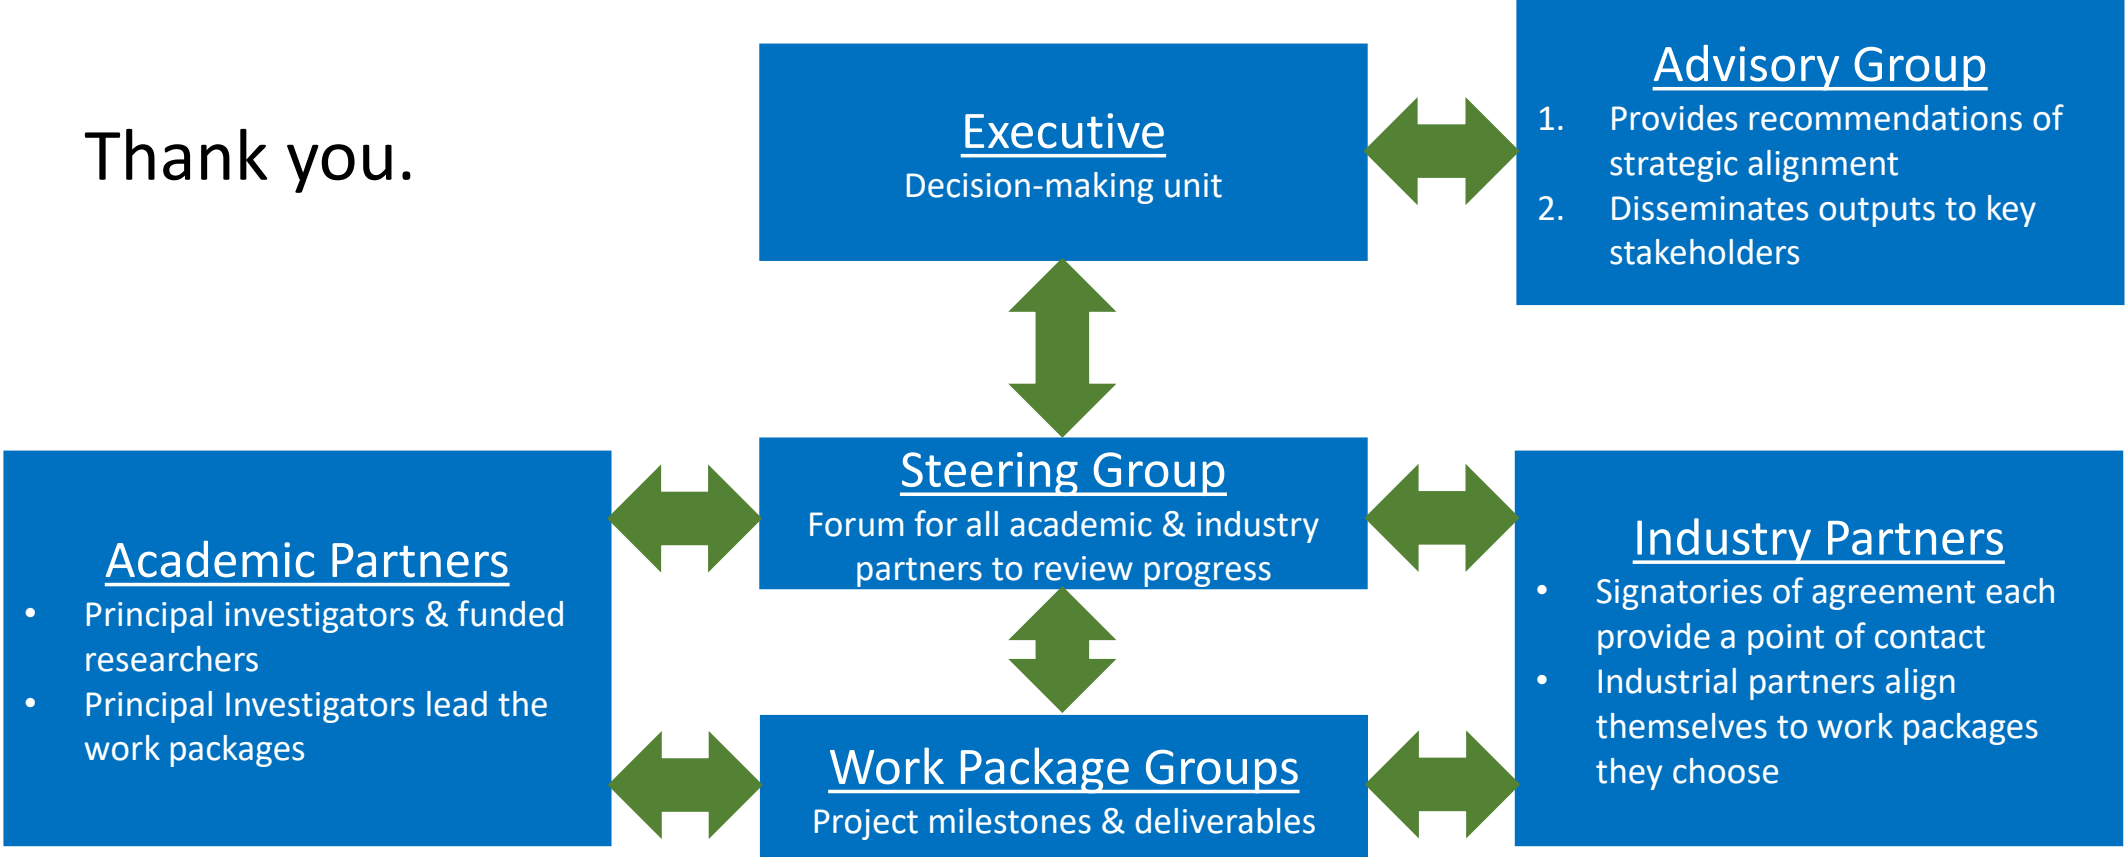 Thank you.
Executive
Decision-making unit
Advisory Group
1. Provides recommendations of
strategic alignment
2. Disseminates outputs to key
stakeholders
Academic Partners
• Principal investigators & funded
researchers
• Principal Investigators lead the
work packages
Steering Group
Forum for all academic & industry
partners to review progress
Work Package Groups
Project milestones & deliverables
Industry Partners
• Signatories of agreement each
provide a point of contact
• Industrial partners align
themselves to work packages
they choose